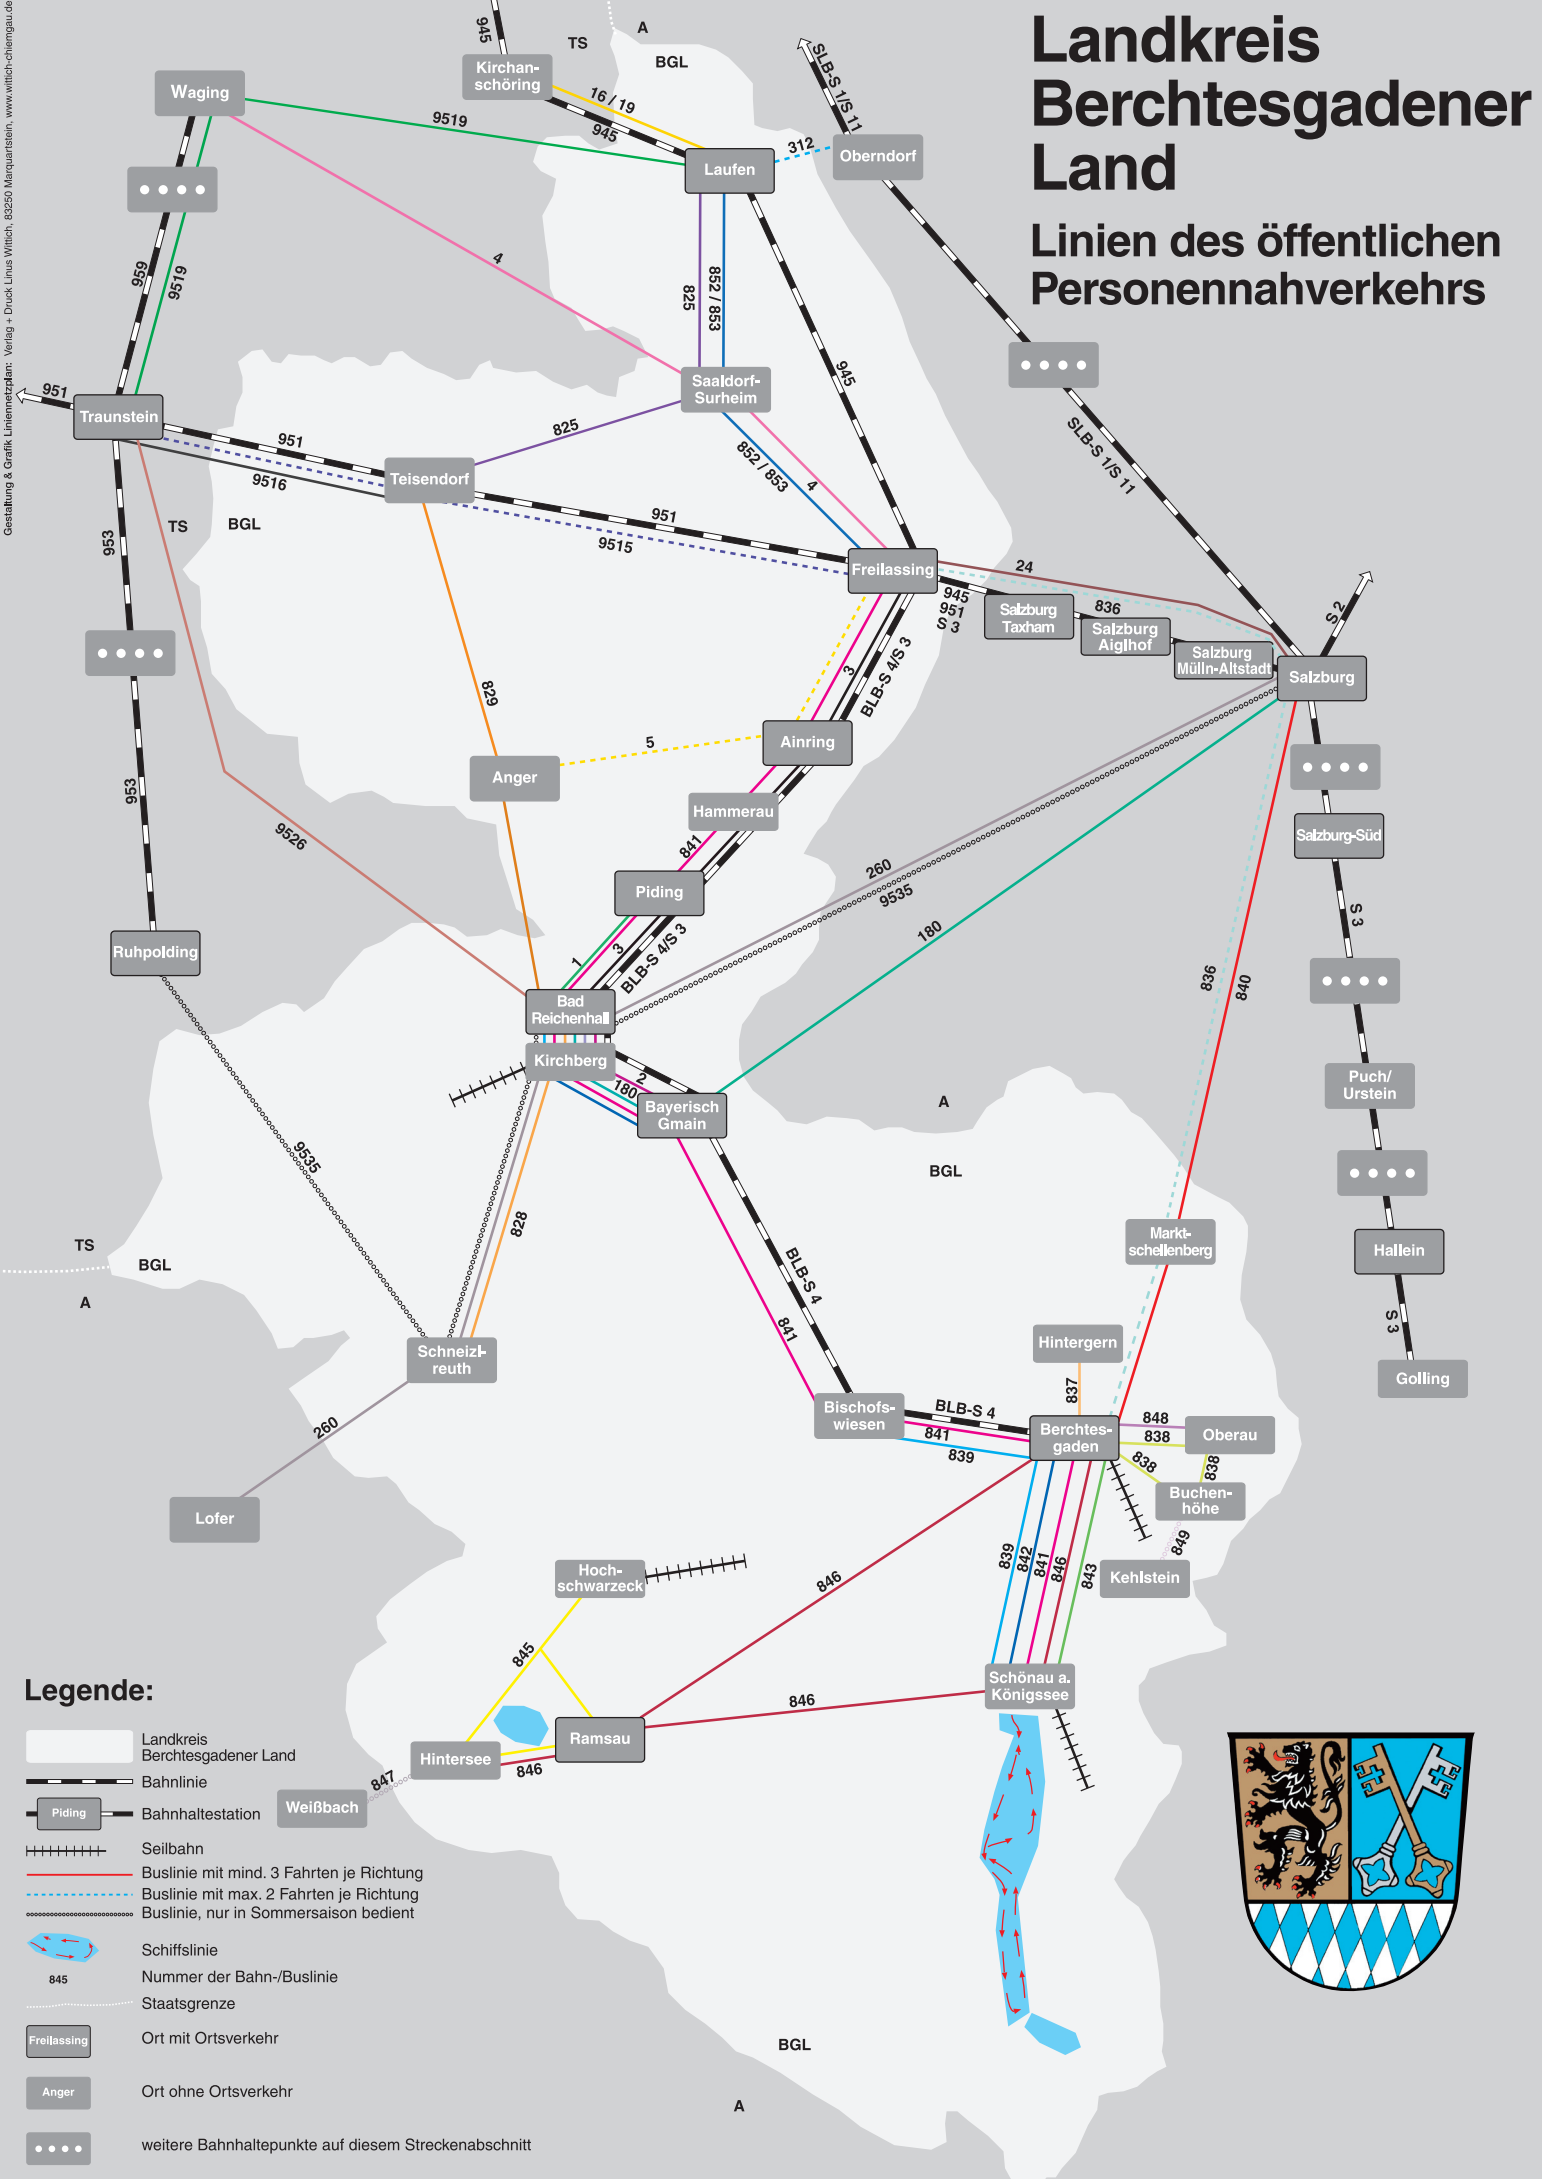 Landkreis
Berchtesgadener
Land
Linien des öffentlichen
Personennahverkehrs
Gestaltung & Grafik Liniennetzplan: Verlag + Druck Linus Wittich, 83250 Marquartstein, www.wittich-chiemgau.de
945
TS
A
BGL
Kirchan-
schöring
16 / 19
945
SLB-S 1/S 11
Waging
9519
Laufen
312
Oberndorf
959
9519
4
825
852 / 853
945
SLB-S 1/S 11
951
Traunstein
Saaldorf-
Surheim
825
852 / 853
4
951
9516
Teisendorf
951
9515
TS
BGL
953
Freilassing
24
836
945
951
S 3
Salzburg
Taxham
Salzburg
Aiglhof
Salzburg
Mülln-Altstadt
Salzburg
S 2
829
3
BLB-S 4/S 3
5
Ainring
Anger
Hammerau
953
9526
841
Piding
260
9535
180
Salzburg-Süd
S 3
Ruhpolding
1
3
BLB-S 4/S 3
836
840
Bad
Reichenhall
Kirchberg
2
180
Bayerisch
Gmain
A
BGL
Puch/
Urstein
9535
828
TS
BGL
A
Markt-
schellenberg
Hallein
BLB-S 4
841
S 3
Schneizl-
reuth
Hintergern
837
Golling
260
Bischofs-
wiesen
BLB-S 4
841
839
Berchtes-
gaden
848
838
Oberau
838
838
Buchen-
höhe
Lofer
849
Kehlstein
839
842
841
846
843
Hoch-
schwarzeck
846
845
Schönau a.
Königssee
846
Ramsau
Hintersee
846
847
Weißbach
BGL
A
Legende:
Landkreis
Berchtesgadener Land
Bahnlinie
Piding
Bahnhaltestation
Seilbahn
Buslinie mit mind. 3 Fahrten je Richtung
Buslinie mit max. 2 Fahrten je Richtung
Buslinie, nur in Sommersaison bedient
Schiffslinie
845
Nummer der Bahn-/Buslinie
Staatsgrenze
Freilassing
Ort mit Ortsverkehr
Anger
Ort ohne Ortsverkehr
weitere Bahnhaltepunkte auf diesem Streckenabschnitt